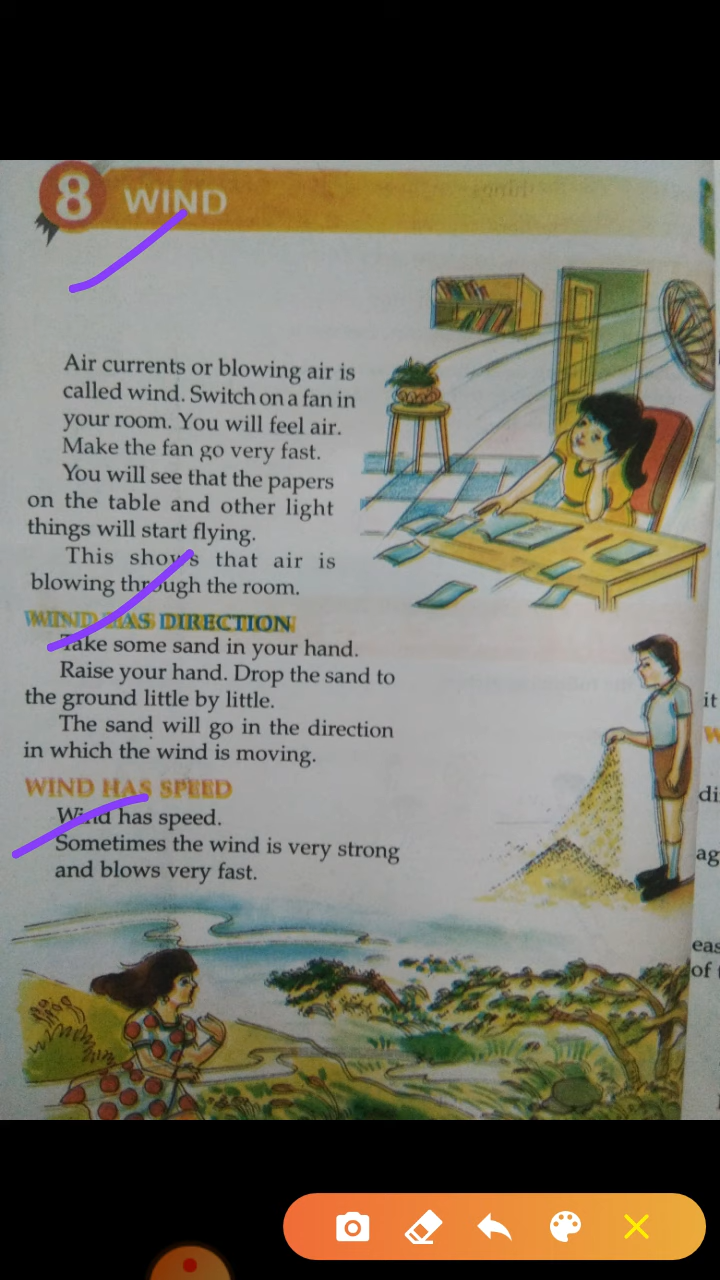 8 WIND
Air currents or blowing air is
called wind. Switch on a fan in
your room. You will feel air.
Make the fan go very fast.
You will see that the papers
on the table and other light
things will start flying.
This shows that air is
blowing through the room.
WIND HAS DIRECTION
Take some sand in your hand.
Raise your hand. Drop the sand to
the ground little by little.
The sand will go in the direction
in which the wind is moving.
WIND HAS SPEED
Wind has speed.
Sometimes the wind is very strong
and blows very fast.
it
W
di
ag
eas
of